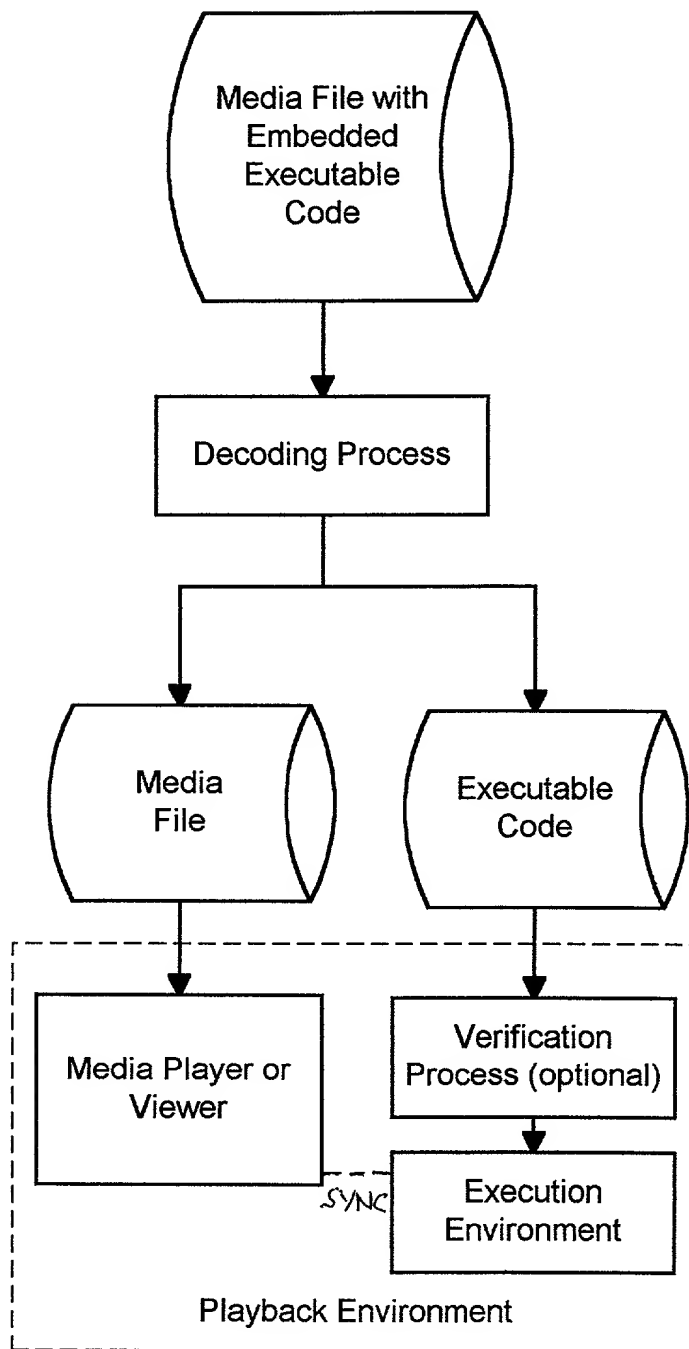 Media File with
Embedded
Executable
Code
Decoding Process
Media
File
Executable
Code
Media Player or
Viewer
Verification
Process (optional)
SYNC
Execution
Environment
Playback Environment